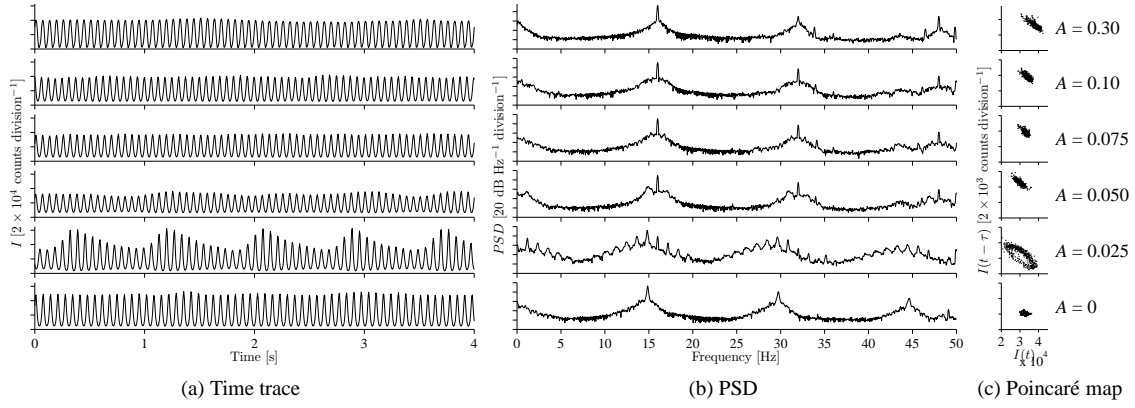 I [2 × 10⁴ counts division⁻¹]
0 1 2 3 4
Time [s]
(a) Time trace
PSD [20 dB Hz⁻¹ division⁻¹]
0 5 10 15 20 25 30 35 40 45 50
Frequency [Hz]
(b) PSD
I(t − τ) [2 × 10³ counts division⁻¹]
A = 0.30
A = 0.10
A = 0.075
A = 0.050
A = 0.025
A = 0
2 3 4
I(t)
x 10⁴
(c) Poincaré map